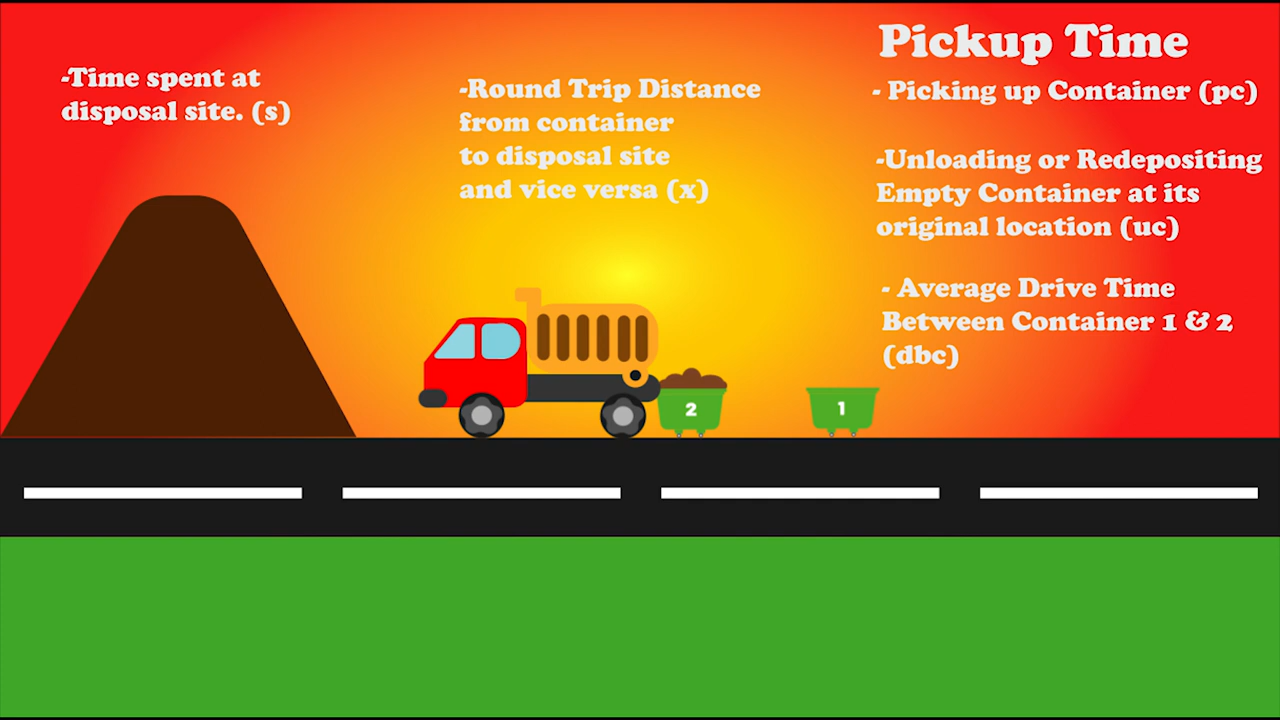 -Time spent at
disposal site. (s)
-Round Trip Distance
from container
to disposal site
and vice versa (x)
Pickup Time
- Picking up Container (pc)
-Unloading or Redepositing
Empty Container at its
original location (uc)
- Average Drive Time
Between Container 1 & 2
(dbc)
2
1